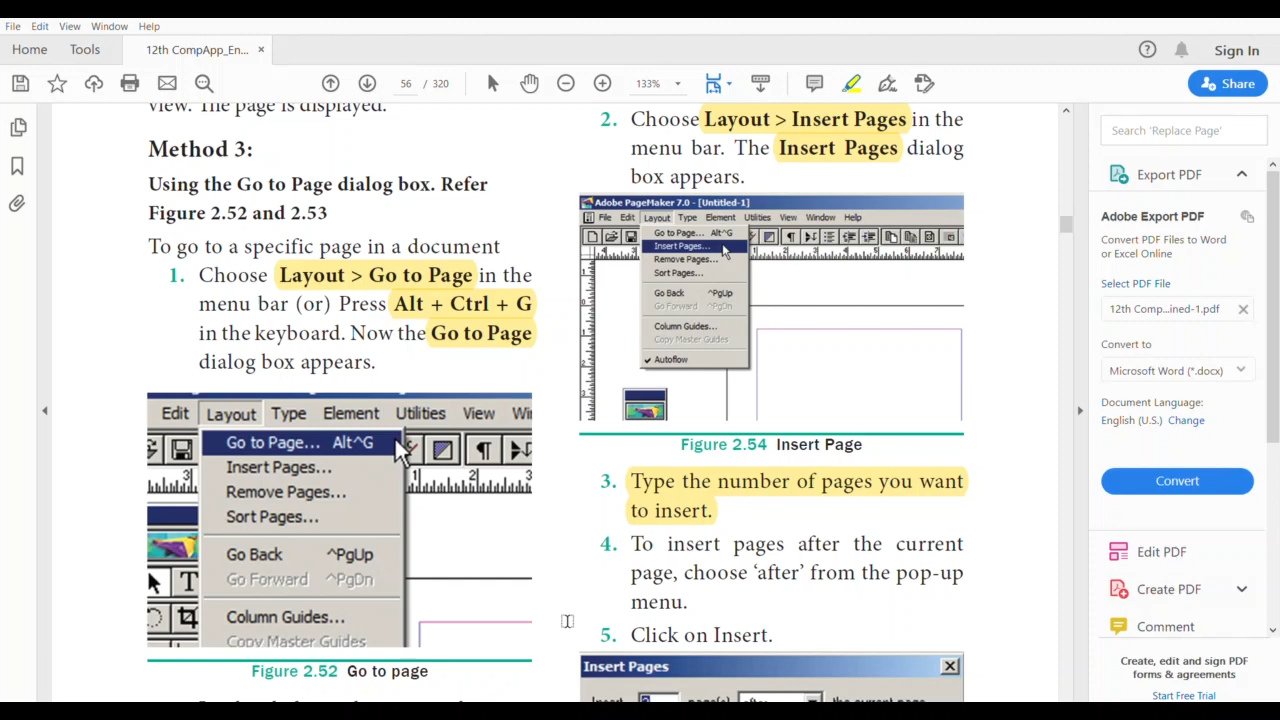 File Edit View Window Help
Home Tools 12th CompApp_En... × Sign In
56 / 320 133% Share
view. The page is displayed.
Method 3:
Using the Go to Page dialog box. Refer
Figure 2.52 and 2.53
To go to a specific page in a document
1. Choose Layout > Go to Page in the
menu bar (or) Press Alt + Ctrl + G
in the keyboard. Now the Go to Page
dialog box appears.
Edit Layout Type Element Utilities View Wi
Go to Page... Alt^G
Insert Pages...
Remove Pages...
Sort Pages...
Go Back ^PgUp
Go Forward ^PgDn
Column Guides...
Copy Master Guides
Figure 2.52 Go to page
2. Choose Layout > Insert Pages in the
menu bar. The Insert Pages dialog
box appears.
Adobe PageMaker 7.0 - [Untitled-1]
File Edit Layout Type Element Utilities View Window Help
Go to Page... Alt^G
Insert Pages...
Remove Pages...
Sort Pages...
Go Back ^PgUp
Go Forward ^PgDn
Column Guides...
Copy Master Guides
Autoflow
Figure 2.54 Insert Page
3. Type the number of pages you want
to insert.
4. To insert pages after the current
page, choose ‘after’ from the pop-up
menu.
5. Click on Insert.
Insert Pages
Insert page(s) after the current page
Search 'Replace Page'
Export PDF
Adobe Export PDF
Convert PDF Files to Word
or Excel Online
Select PDF File
12th Comp...ined-1.pdf
Convert to
Microsoft Word (*.docx)
Document Language:
English (U.S.) Change
Convert
Edit PDF
Create PDF
Comment
Create, edit and sign PDF
forms & agreements
Start Free Trial